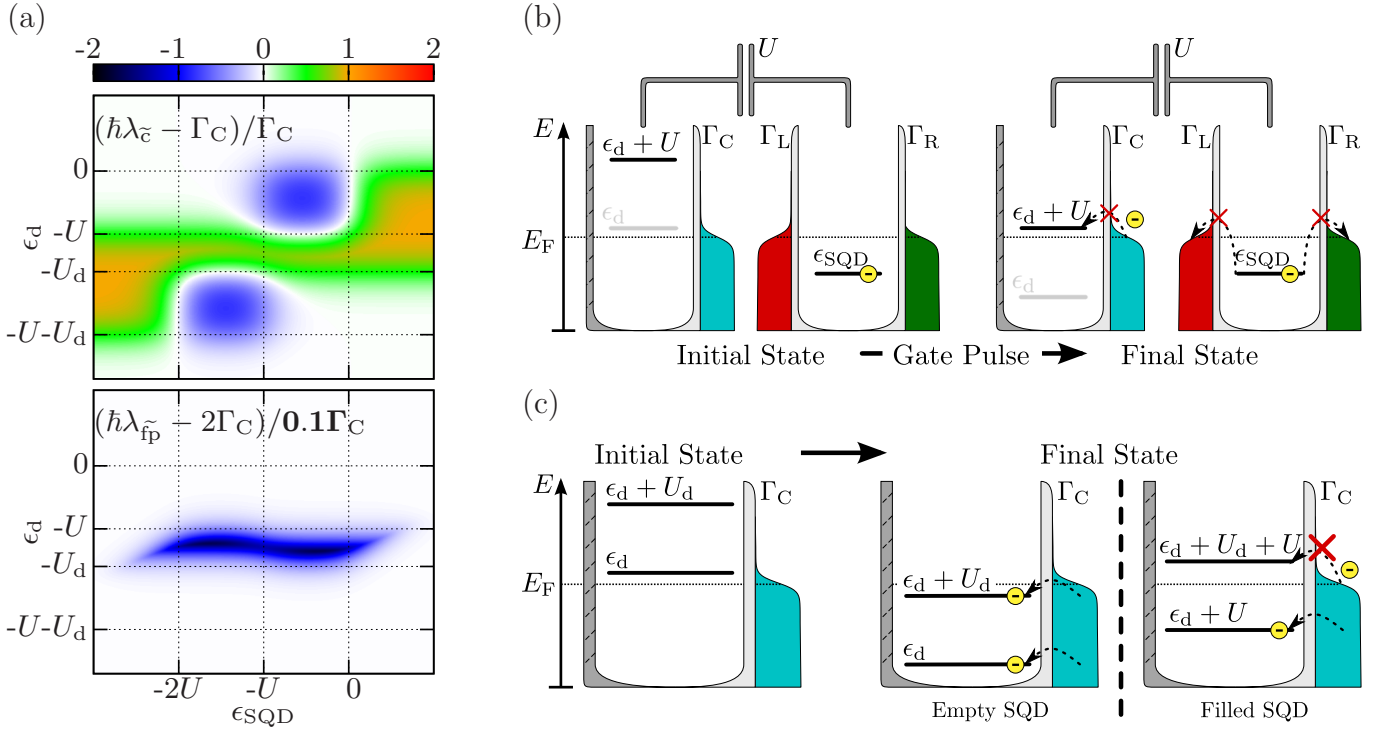 (a)
-2 -1 0 1 2
(ħλ_c̃ − Γ_C)/Γ_C
0
-U
-U_d
-U-U_d
ϵ_d
(ħλ_f̃p − 2Γ_C)/0.1Γ_C
0
-U
-U_d
-U-U_d
ϵ_d
-2U -U 0
ϵ_SQD
(b)
U U
E Γ_C Γ_L Γ_R Γ_C Γ_L Γ_R
ϵ_d + U
ϵ_d ϵ_d + U
E_F
ϵ_SQD ϵ_SQD
ϵ_d
Initial State Gate Pulse Final State
(c)
Initial State Final State
E ϵ_d + U_d Γ_C Γ_C Γ_C
ϵ_d ϵ_d + U_d + U
E_F ϵ_d + U_d
ϵ_d ϵ_d + U
Empty SQD Filled SQD